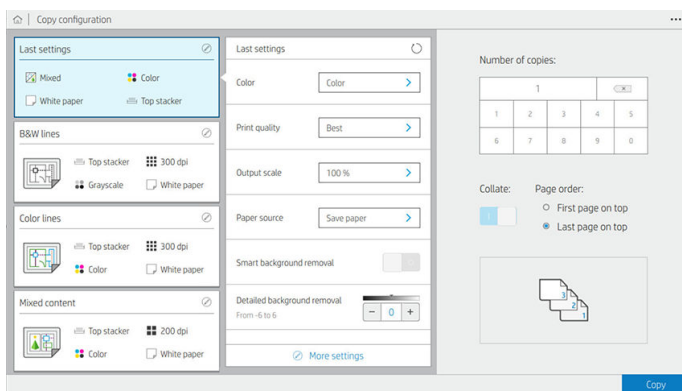 Copy configuration
Last settings
Mixed
Color
White paper
Top stacker
B&W lines
Top stacker
300 dpi
Grayscale
White paper
Color lines
Top stacker
300 dpi
Color
White paper
Mixed content
Top stacker
200 dpi
Color
White paper
Last settings
Color
Color
Print quality
Best
Output scale
100 %
Paper source
Save paper
Smart background removal
Detailed background removal
From -6 to 6
- 0 +
More settings
Number of copies:
1
1 2 3 4 5
6 7 8 9 0
Collate:
Page order:
First page on top
Last page on top
3
2
1
Copy